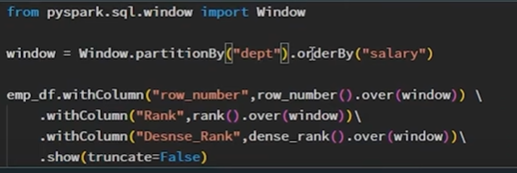 from pyspark.sql.window import Window
window = Window.partitionBy("dept").orderBy("salary")
emp_df.withColumn("row_number",row_number().over(window)) \
.withColumn("Rank",rank().over(window))\
.withColumn("Desnse_Rank",dense_rank().over(window))\
.show(truncate=False)